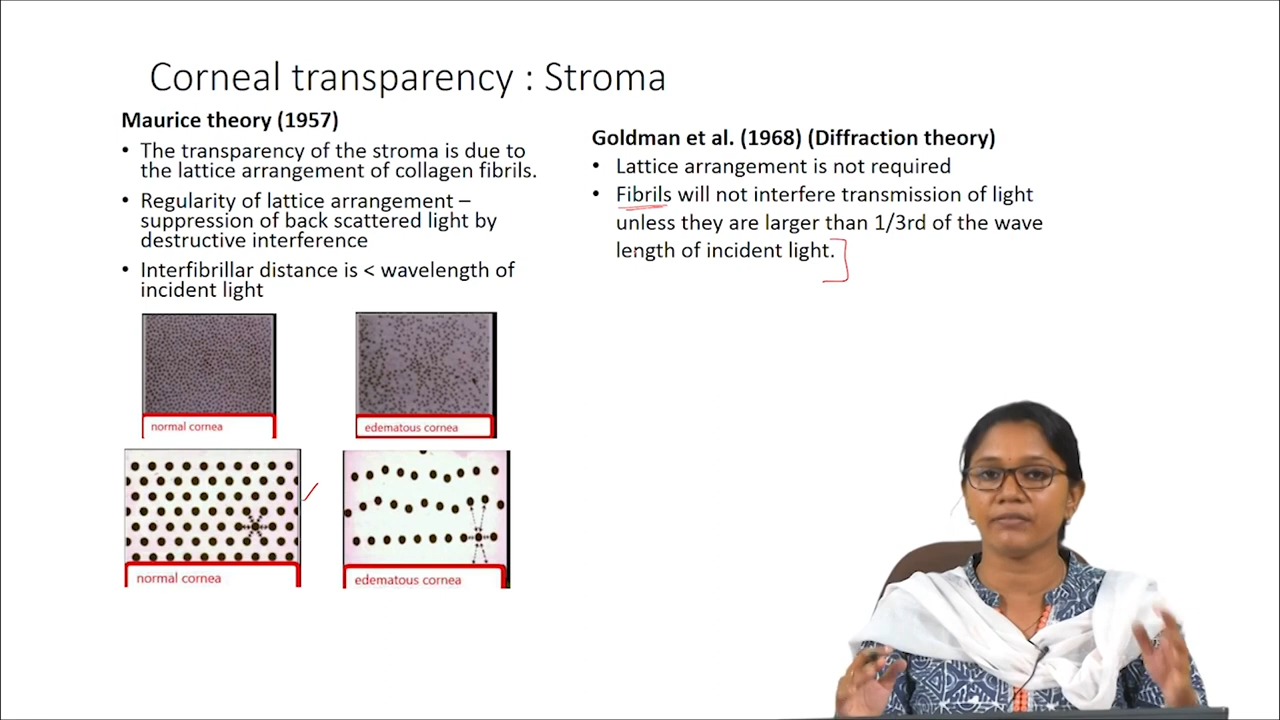 Corneal transparency : Stroma
Maurice theory (1957)
• The transparency of the stroma is due to
the lattice arrangement of collagen fibrils.
• Regularity of lattice arrangement –
suppression of back scattered light by
destructive interference
• Interfibrillar distance is < wavelength of
incident light
normal cornea
edematous cornea
normal cornea
edematous cornea
Goldman et al. (1968) (Diffraction theory)
• Lattice arrangement is not required
• Fibrils will not interfere transmission of light
unless they are larger than 1/3rd of the wave
length of incident light.